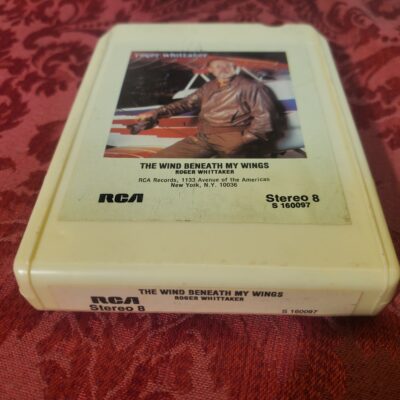 roger whittaker
THE WIND BENEATH MY WINGS
ROGER WHITTAKER
RCA Records, 1133 Avenue of the Americas
New York, N.Y. 10036
RCA
Stereo 8
S 160097
THE WIND BENEATH MY WINGS
ROGER WHITTAKER
RCA
Stereo 8
S 160097